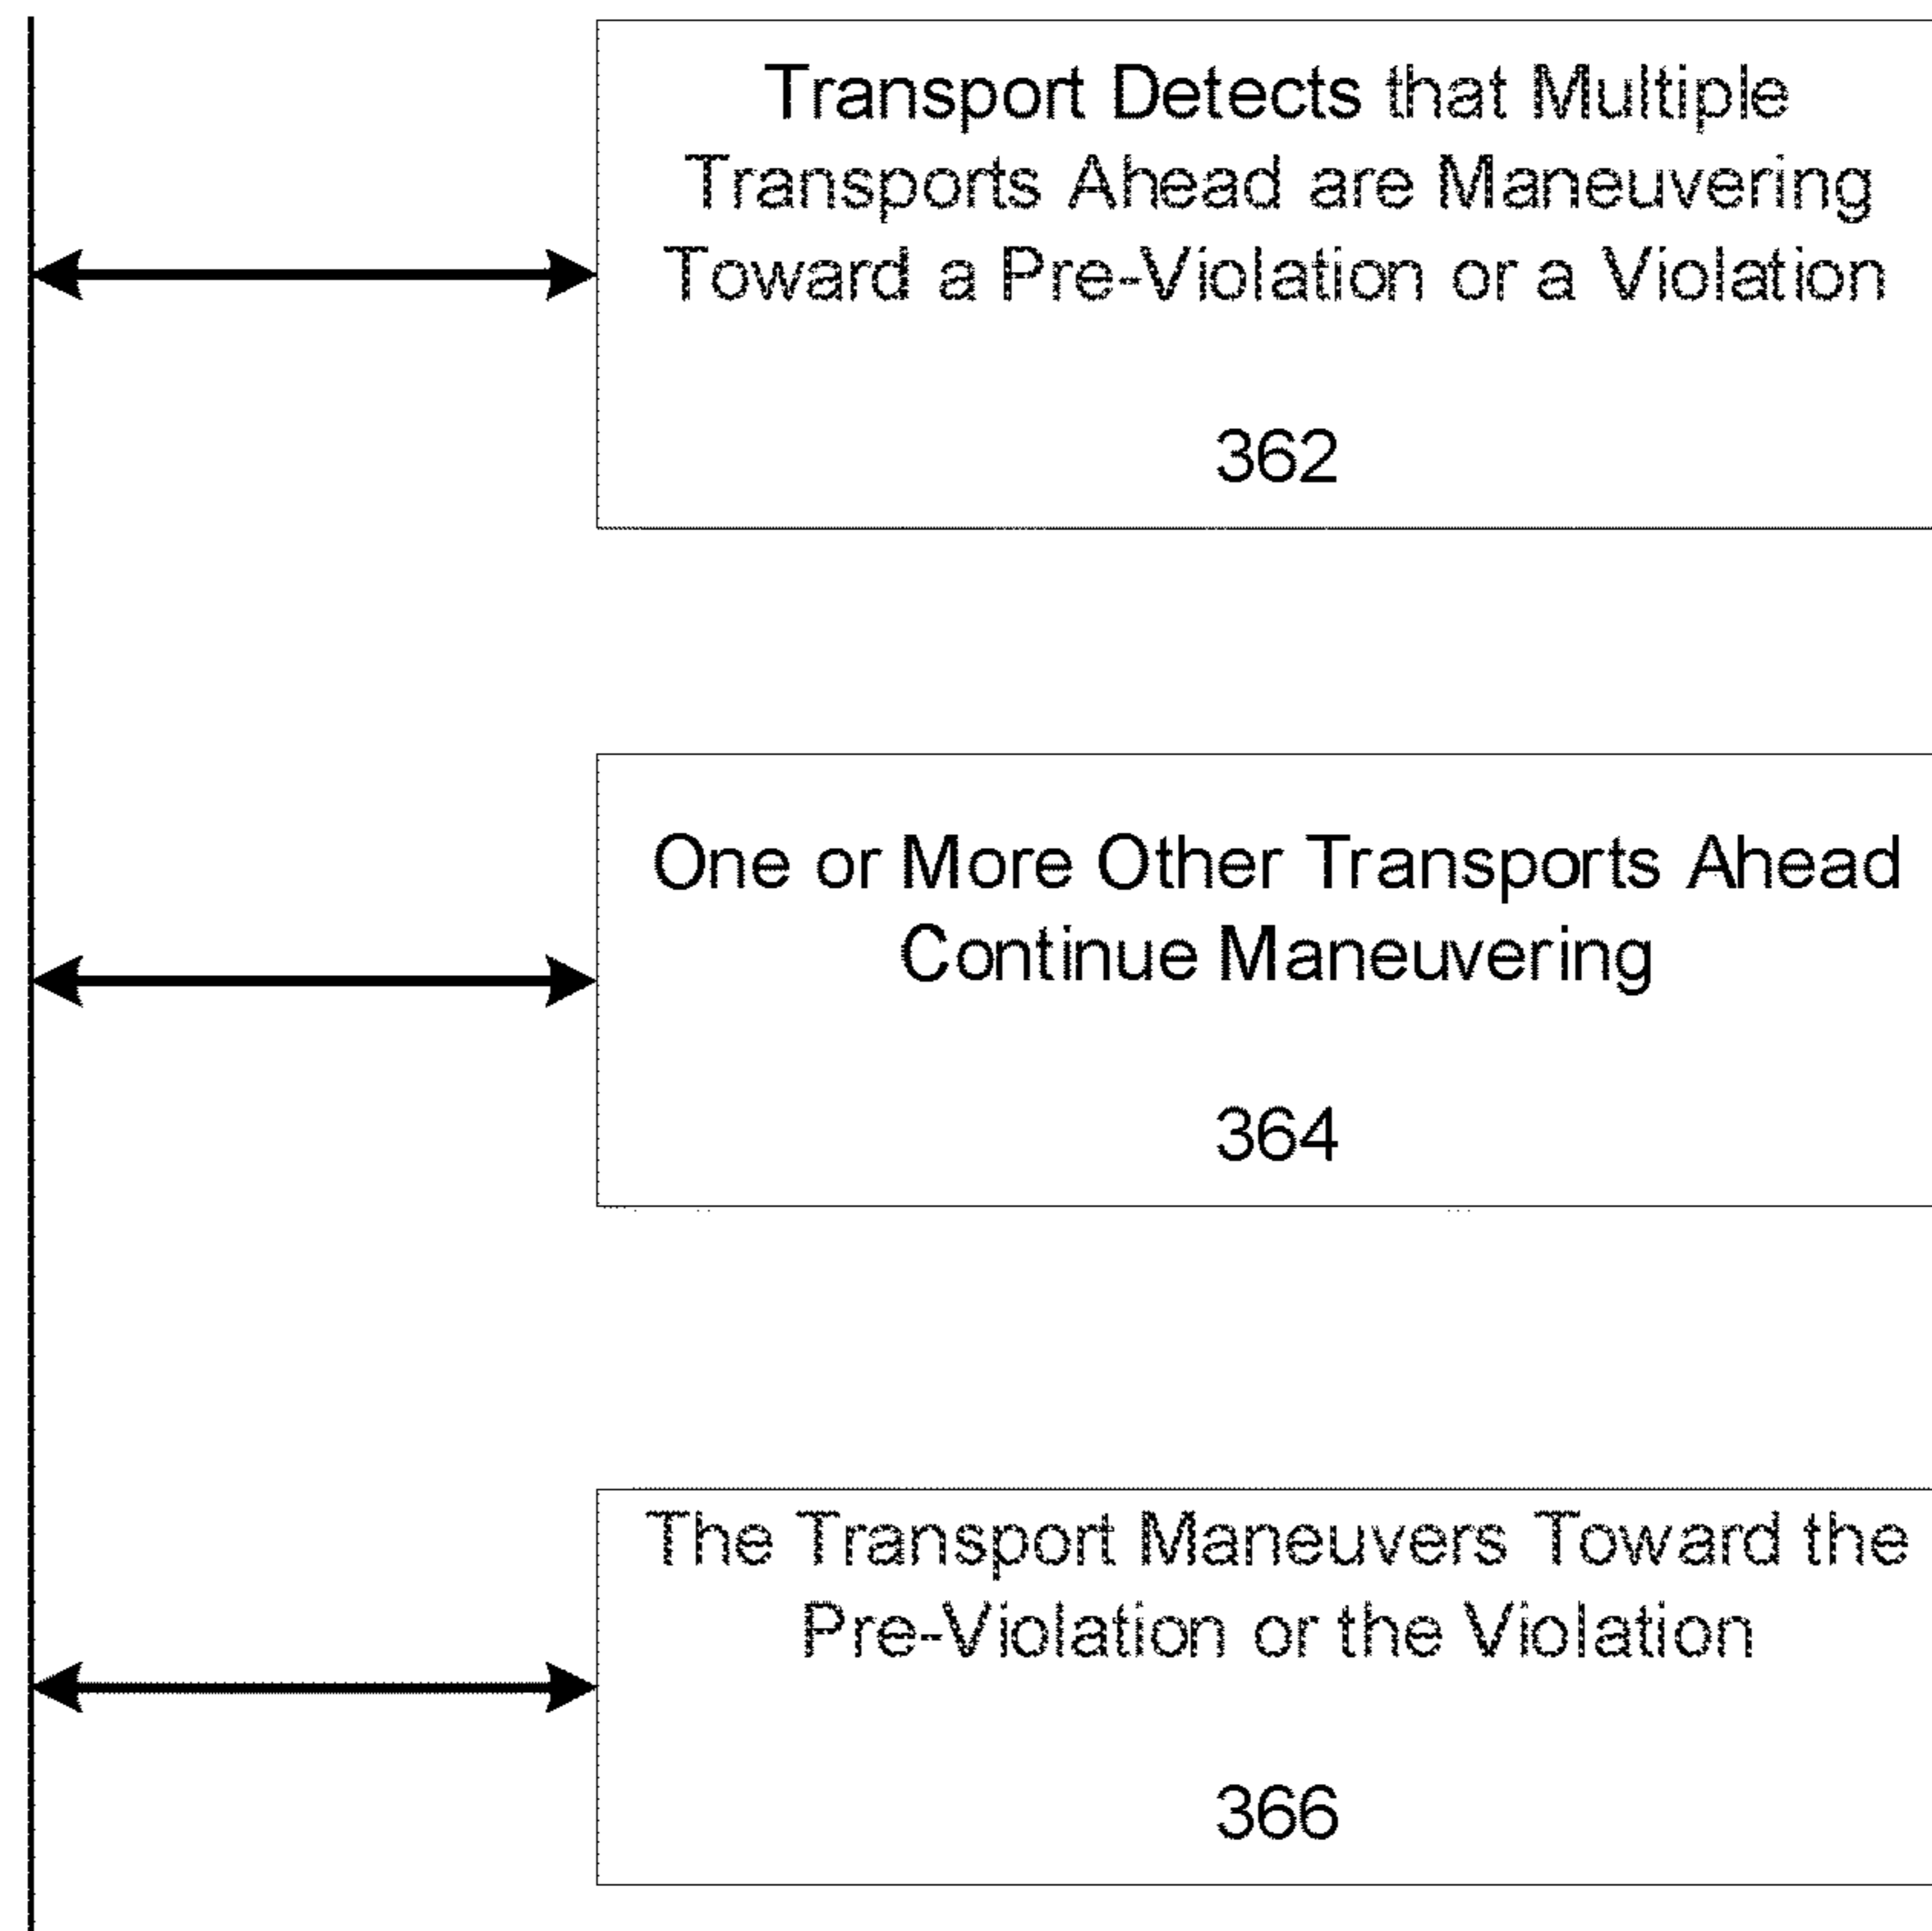 Transport Detects that Multiple
Transports Ahead are Maneuvering
Toward a Pre-Violation or a Violation
362
One or More Other Transports Ahead
Continue Maneuvering
364
The Transport Maneuvers Toward the
Pre-Violation or the Violation
366